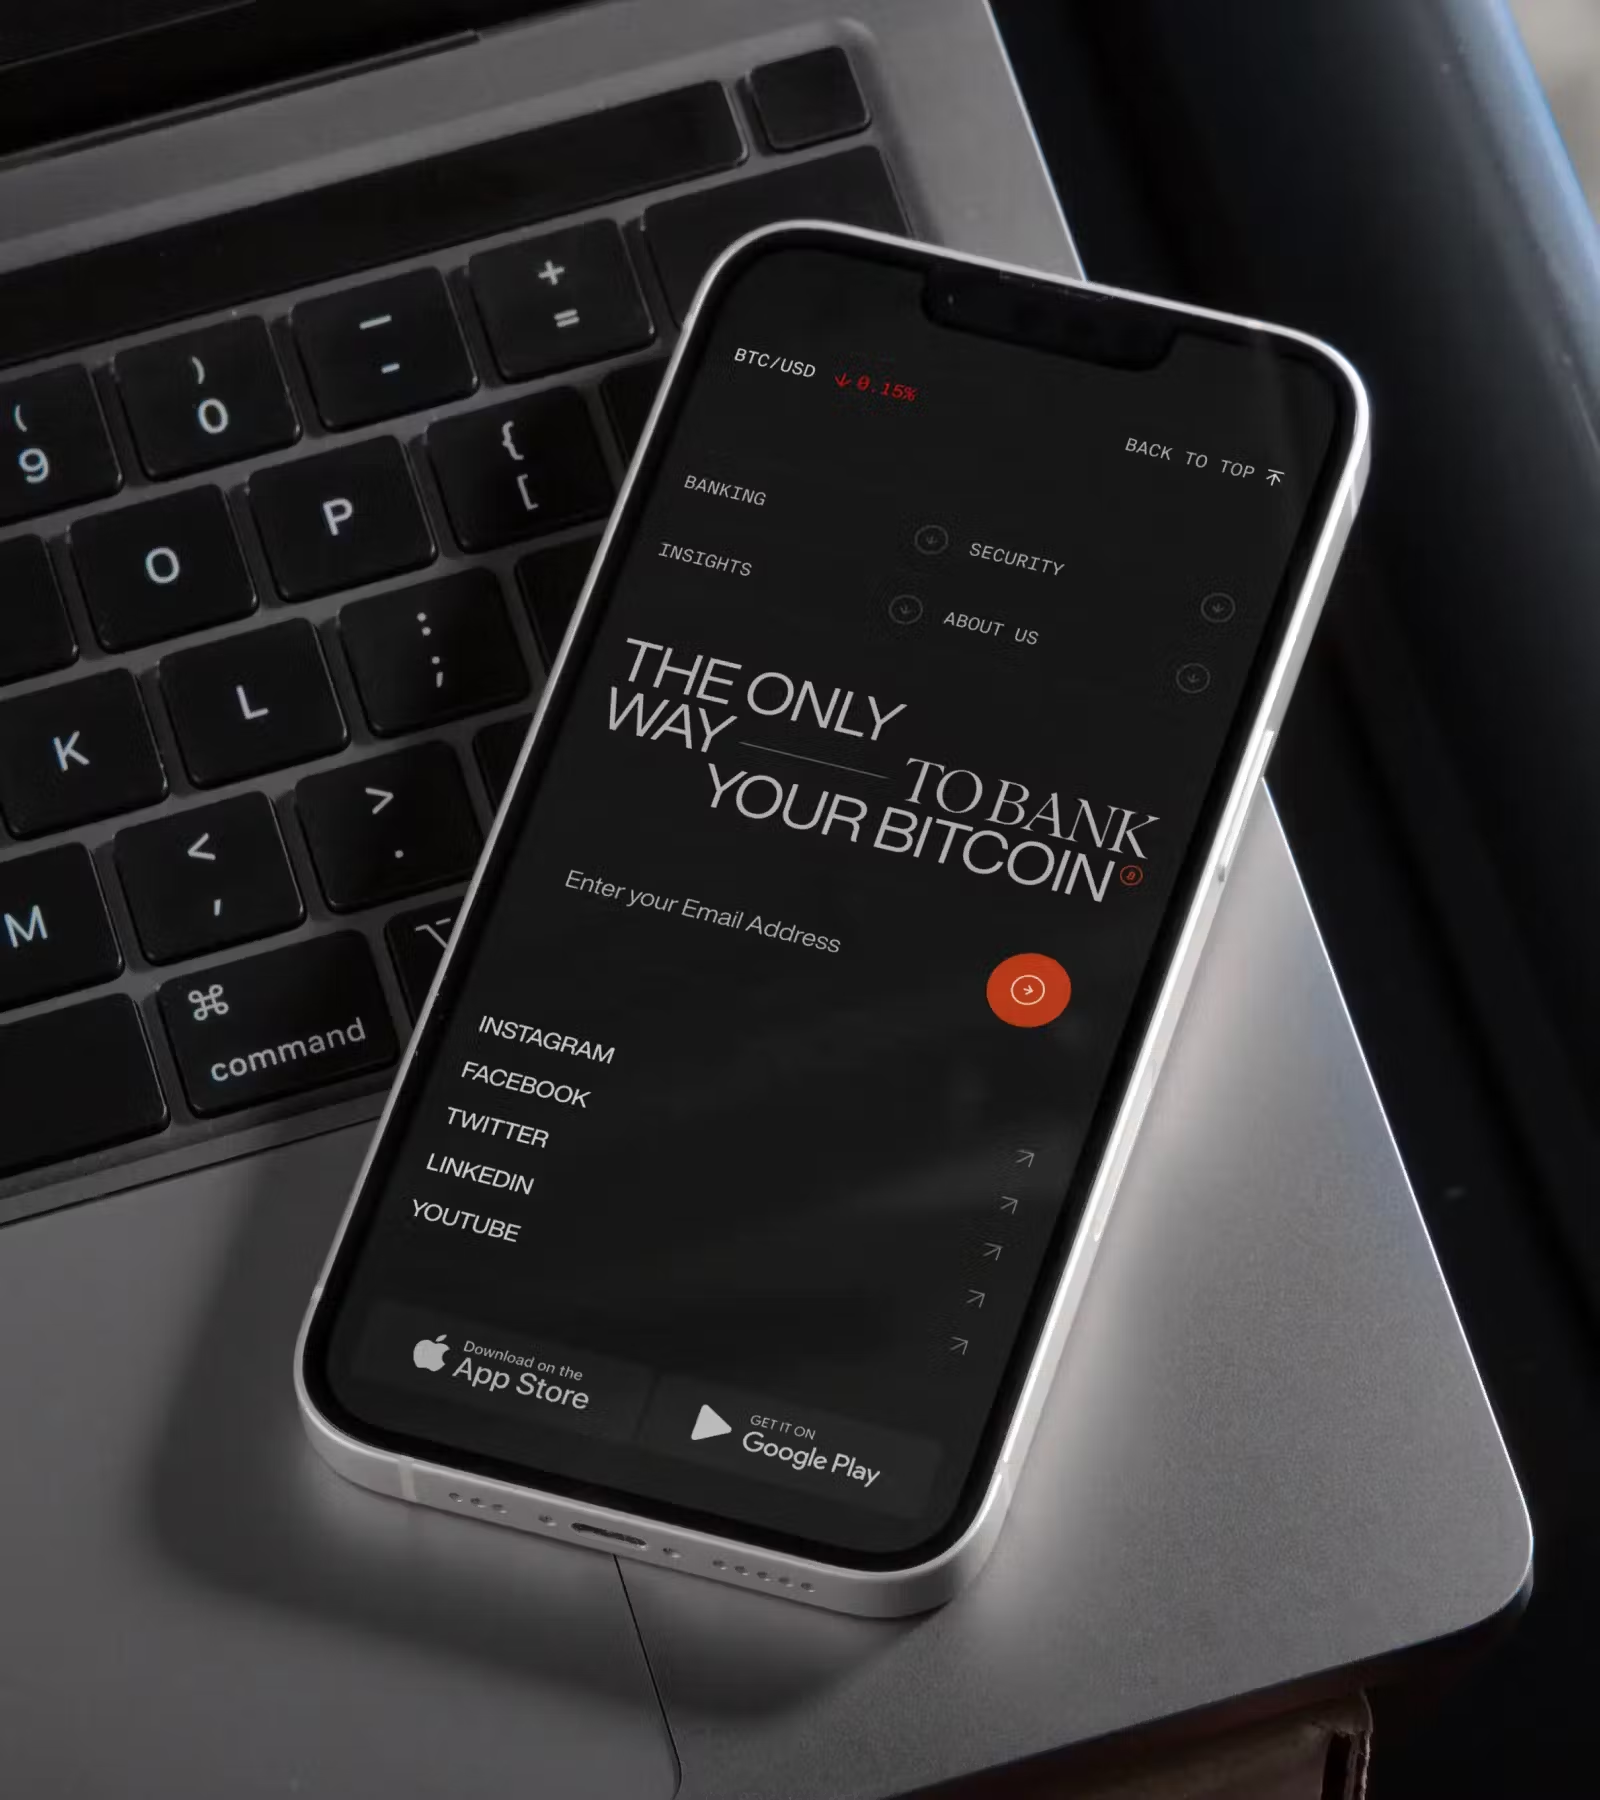 BTC/USD ↓ 0.15%
BACK TO TOP
BANKING
SECURITY
INSIGHTS
ABOUT US
THE ONLY
WAY — TO BANK
YOUR BITCOIN
Enter your Email Address
INSTAGRAM
FACEBOOK
TWITTER
LINKEDIN
YOUTUBE
Download on the
App Store
GET IT ON
Google Play
+
=
—
-
)
0
(
9
{
[
P
O
:
;
L
K
>
.
<
,
M
⌥
⌘
command